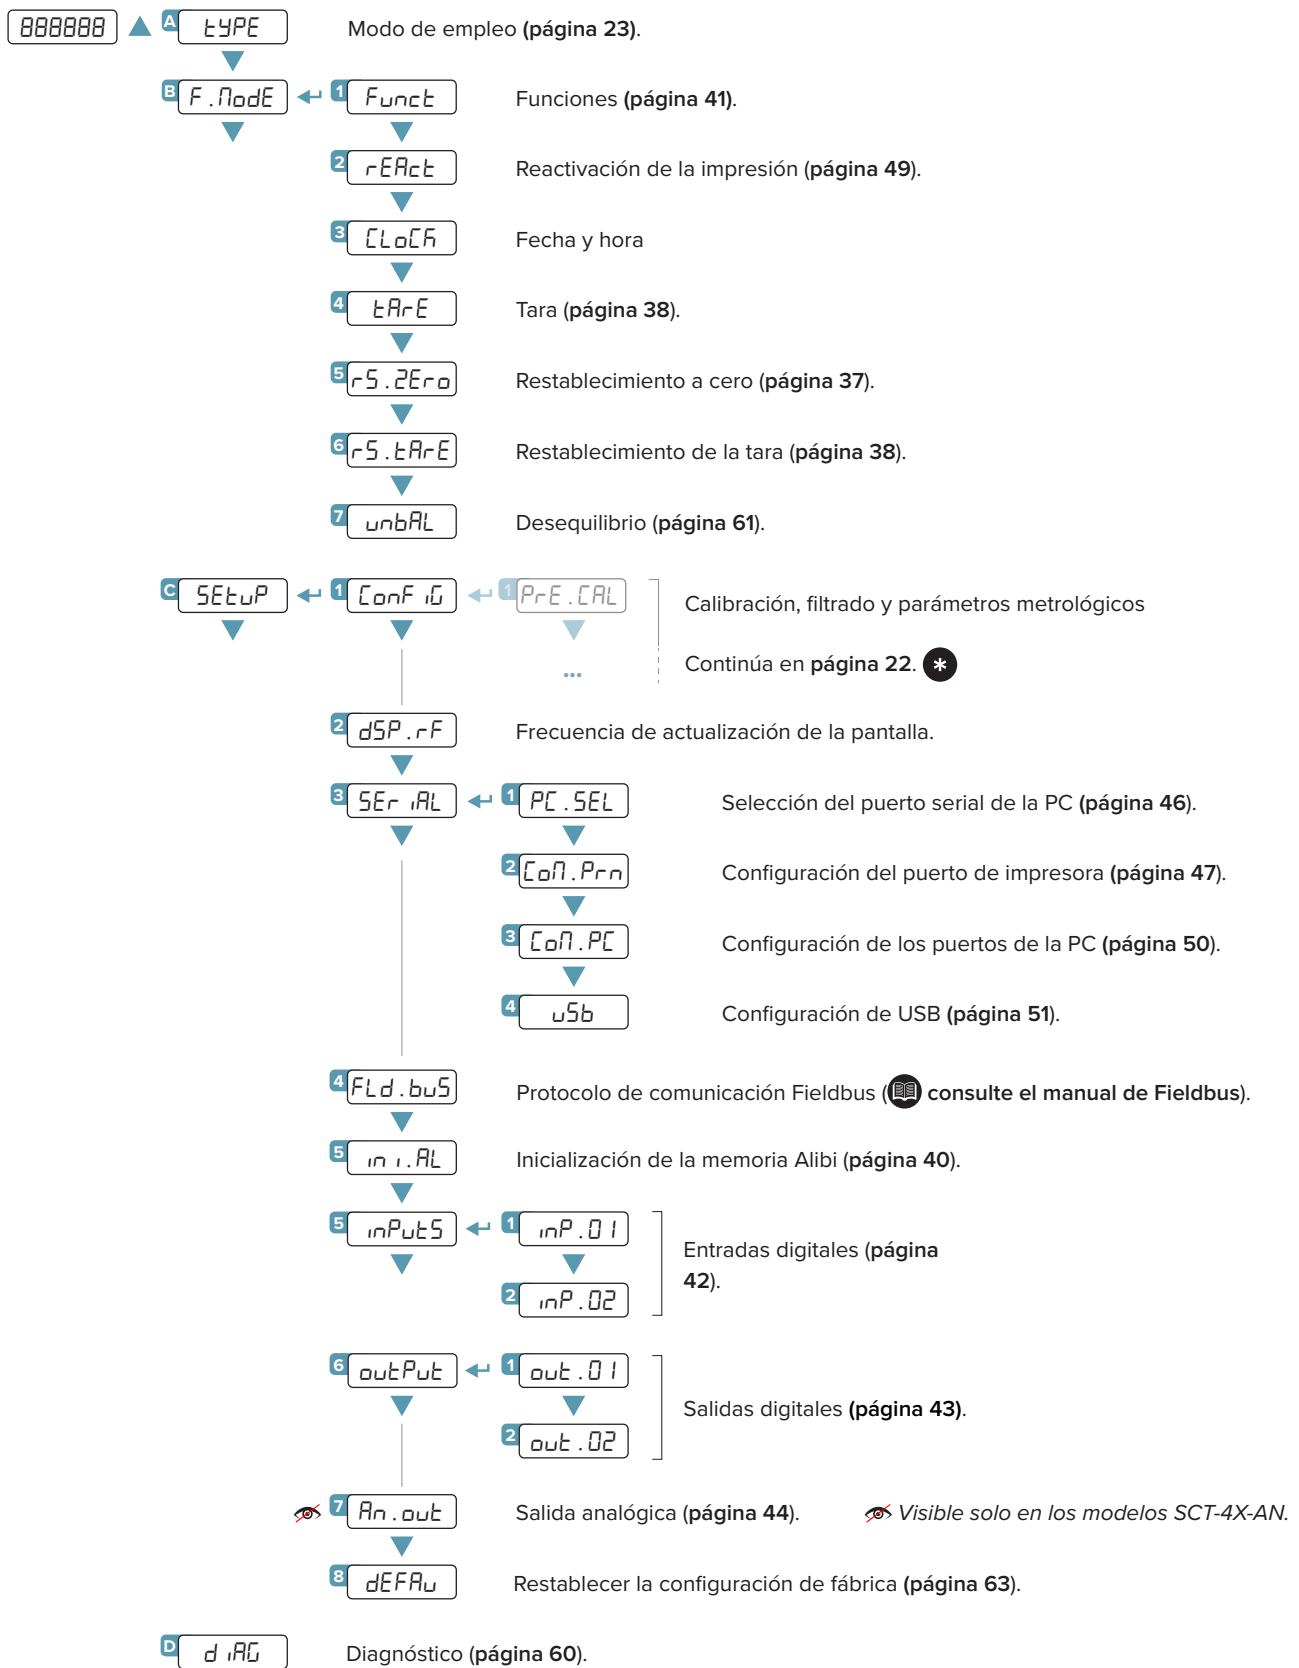 888888 A tYPE Modo de empleo (página 23).
B F.ModE 1 Funct Funciones (página 41).
2 rEAct Reactivación de la impresión (página 49).
3 CLoCK Fecha y hora
4 tArE Tara (página 38).
5 rS.ZEro Restablecimiento a cero (página 37).
6 rS.tArE Restablecimiento de la tara (página 38).
7 unbAL Desequilibrio (página 61).
C SEtuP 1 ConFiG 1 PrE.CAL
Calibración, filtrado y parámetros metrológicos
... Continúa en página 22. *
2 dSP.rF Frecuencia de actualización de la pantalla.
3 SEriAL 1 PC.SEL Selección del puerto serial de la PC (página 46).
2 CoM.Prn Configuración del puerto de impresora (página 47).
3 CoM.PC Configuración de los puertos de la PC (página 50).
4 uSb Configuración de USB (página 51).
4 FLd.buS Protocolo de comunicación Fieldbus ( consulte el manual de Fieldbus).
5 ini.AL Inicialización de la memoria Alibi (página 40).
5 inPutS 1 inP.01
Entradas digitales (página
42).
2 inP.02
6 outPut 1 out.01
Salidas digitales (página 43).
2 out.02
7 An.out Salida analógica (página 44). Visible solo en los modelos SCT-4X-AN.
8 dEFAu Restablecer la configuración de fábrica (página 63).
D diAG Diagnóstico (página 60).